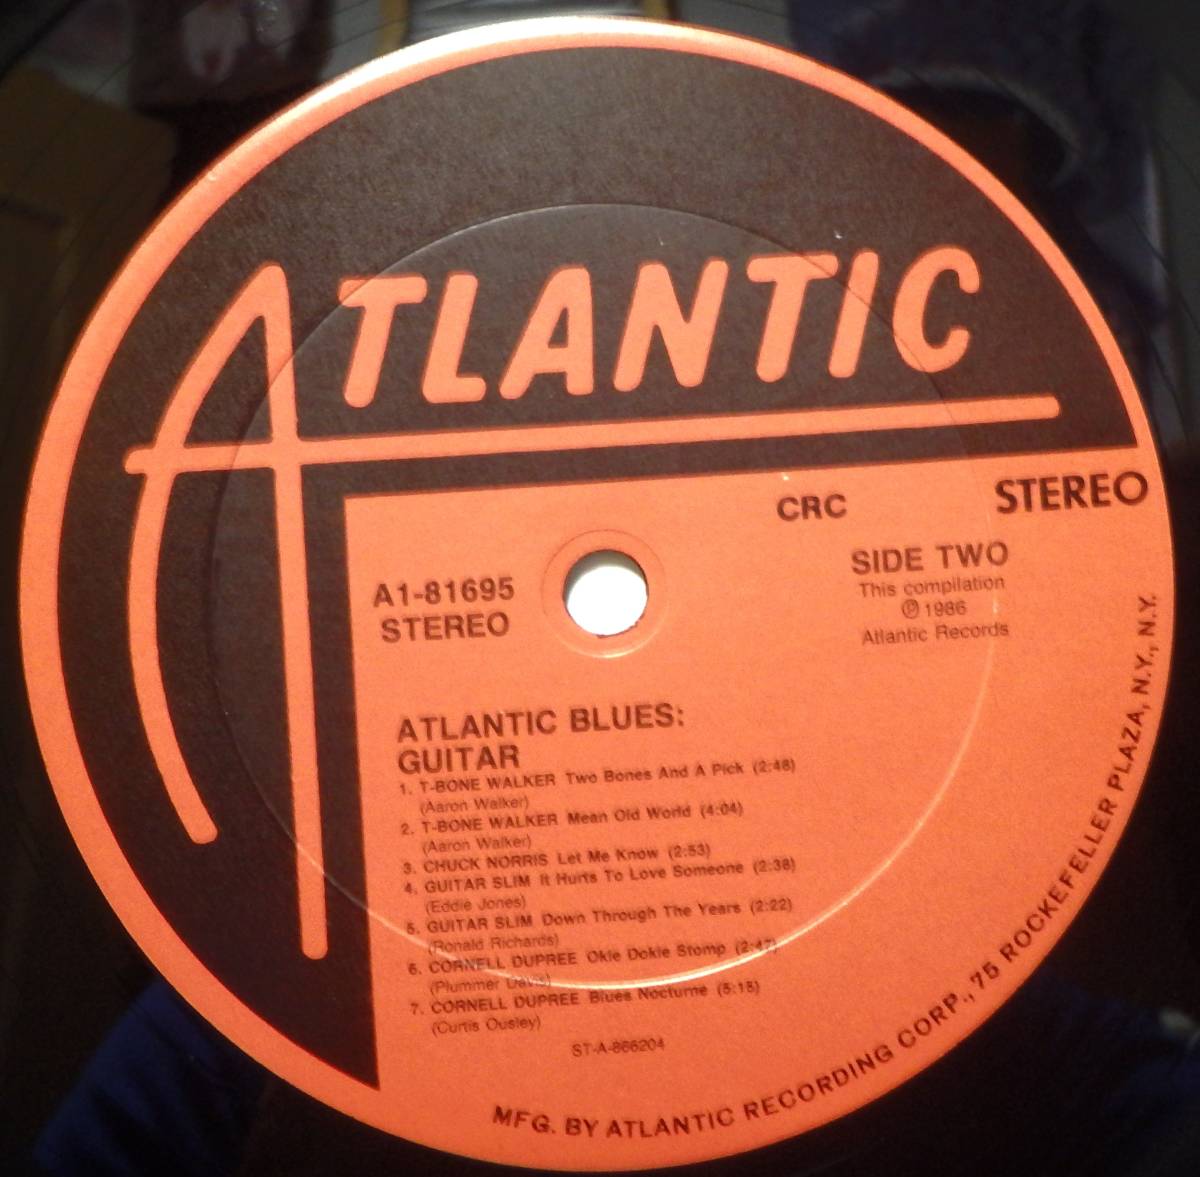 ATLANTIC
CRC
STEREO
A1-81695
STEREO
SIDE TWO
This compilation
℗ 1986
Atlantic Records
ATLANTIC BLUES:
GUITAR
1. T-BONE WALKER Two Bones And A Pick (2:48)
(Aaron Walker)
2. T-BONE WALKER Mean Old World (4:04)
(Aaron Walker)
3. CHUCK NORRIS Let Me Know (2:53)
4. GUITAR SLIM It Hurts To Love Someone (2:38)
(Eddie Jones)
5. GUITAR SLIM Down Through The Years (2:22)
(Ronald Richards)
6. CORNELL DUPREE Okie Dokie Stomp (2:47)
(Plummer Davis)
7. CORNELL DUPREE Blues Nocturne (5:15)
(Curtis Ousley)
ST-A-866204
MFG. BY ATLANTIC RECORDING CORP., 75 ROCKEFELLER PLAZA, N.Y., N.Y.